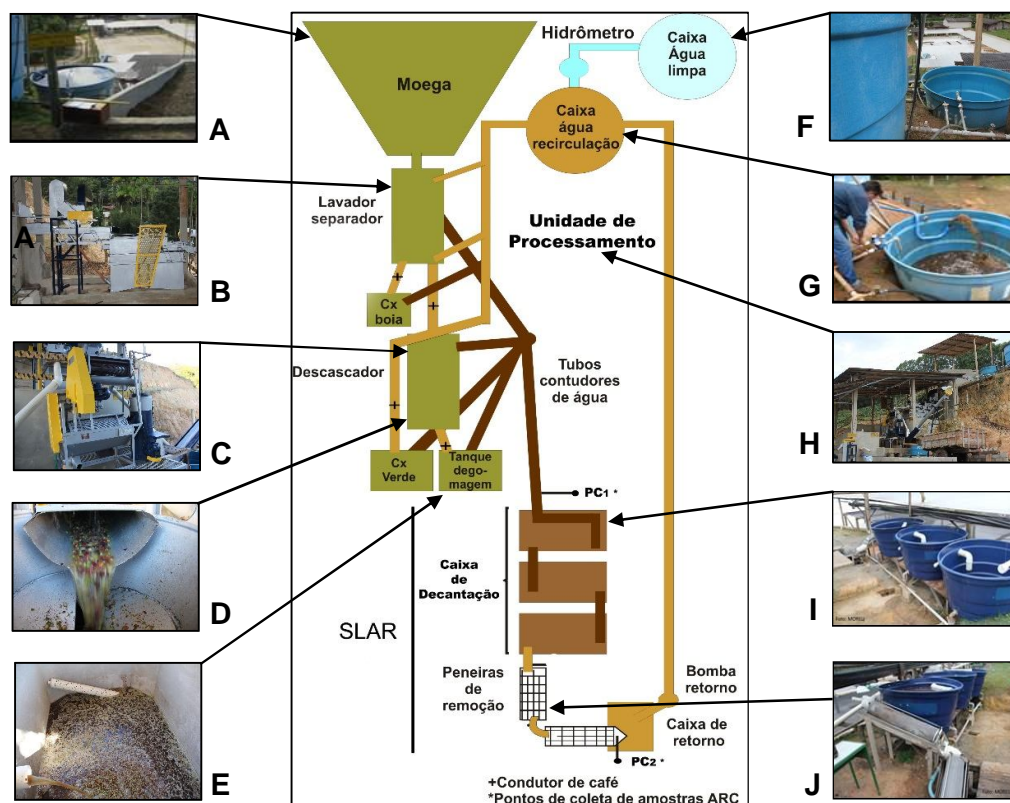 A
A
B
C
D
E
Moega
Hidrômetro
Caixa
Água
limpa
Caixa
água
recirculação
Lavador
separador
Unidade de
Processamento
+
+
Cx
boia
Descascador
+
+
Cx
Verde
Tanque
dego-
magem
Tubos
contudores
de água
PC1 *
Caixa
de
Decantação
SLAR
Peneiras
de
remoção
Bomba
retorno
Caixa de
retorno
PC2 *
+Condutor de café
*Pontos de coleta de amostras ARC
F
G
H
I
J